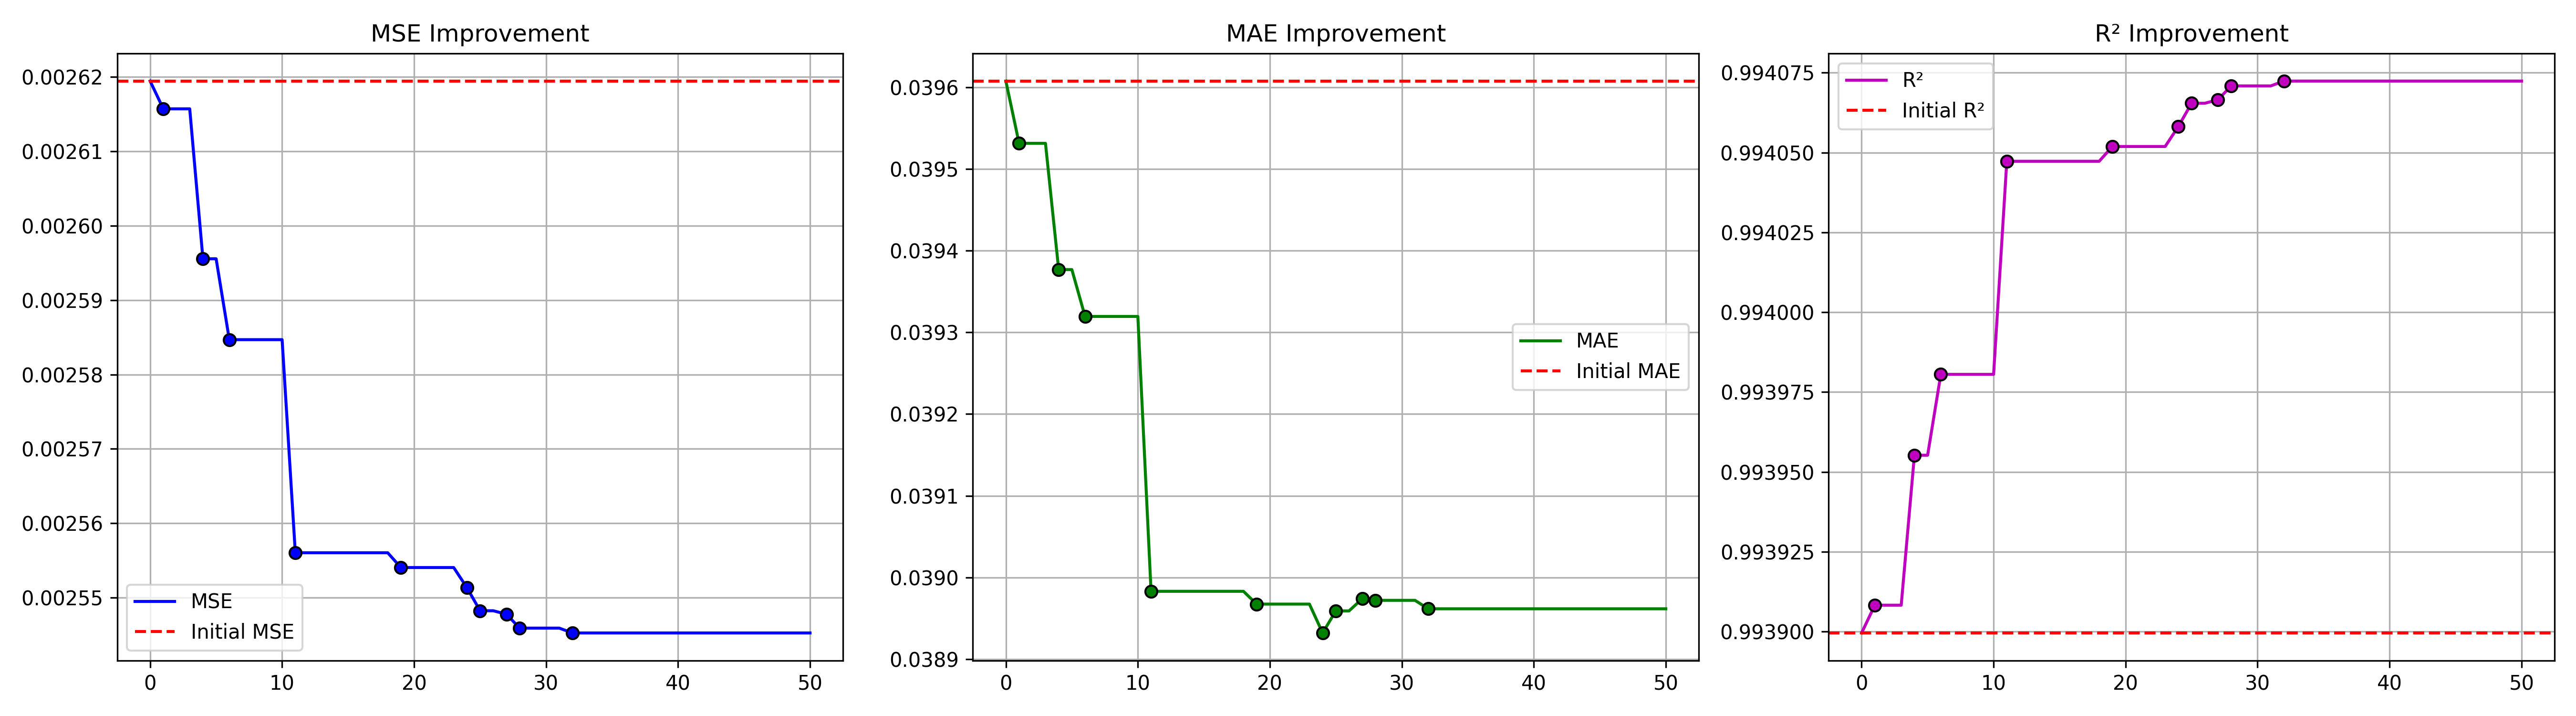 MSE Improvement
0.00262
0.00261
0.00260
0.00259
0.00258
0.00257
0.00256
0.00255
MSE
Initial MSE
0 10 20 30 40 50
MAE Improvement
0.0396
0.0395
0.0394
0.0393
0.0392
0.0391
0.0390
0.0389
MAE
Initial MAE
0 10 20 30 40 50
R² Improvement
0.994075
0.994050
0.994025
0.994000
0.993975
0.993950
0.993925
0.993900
R²
Initial R²
0 10 20 30 40 50